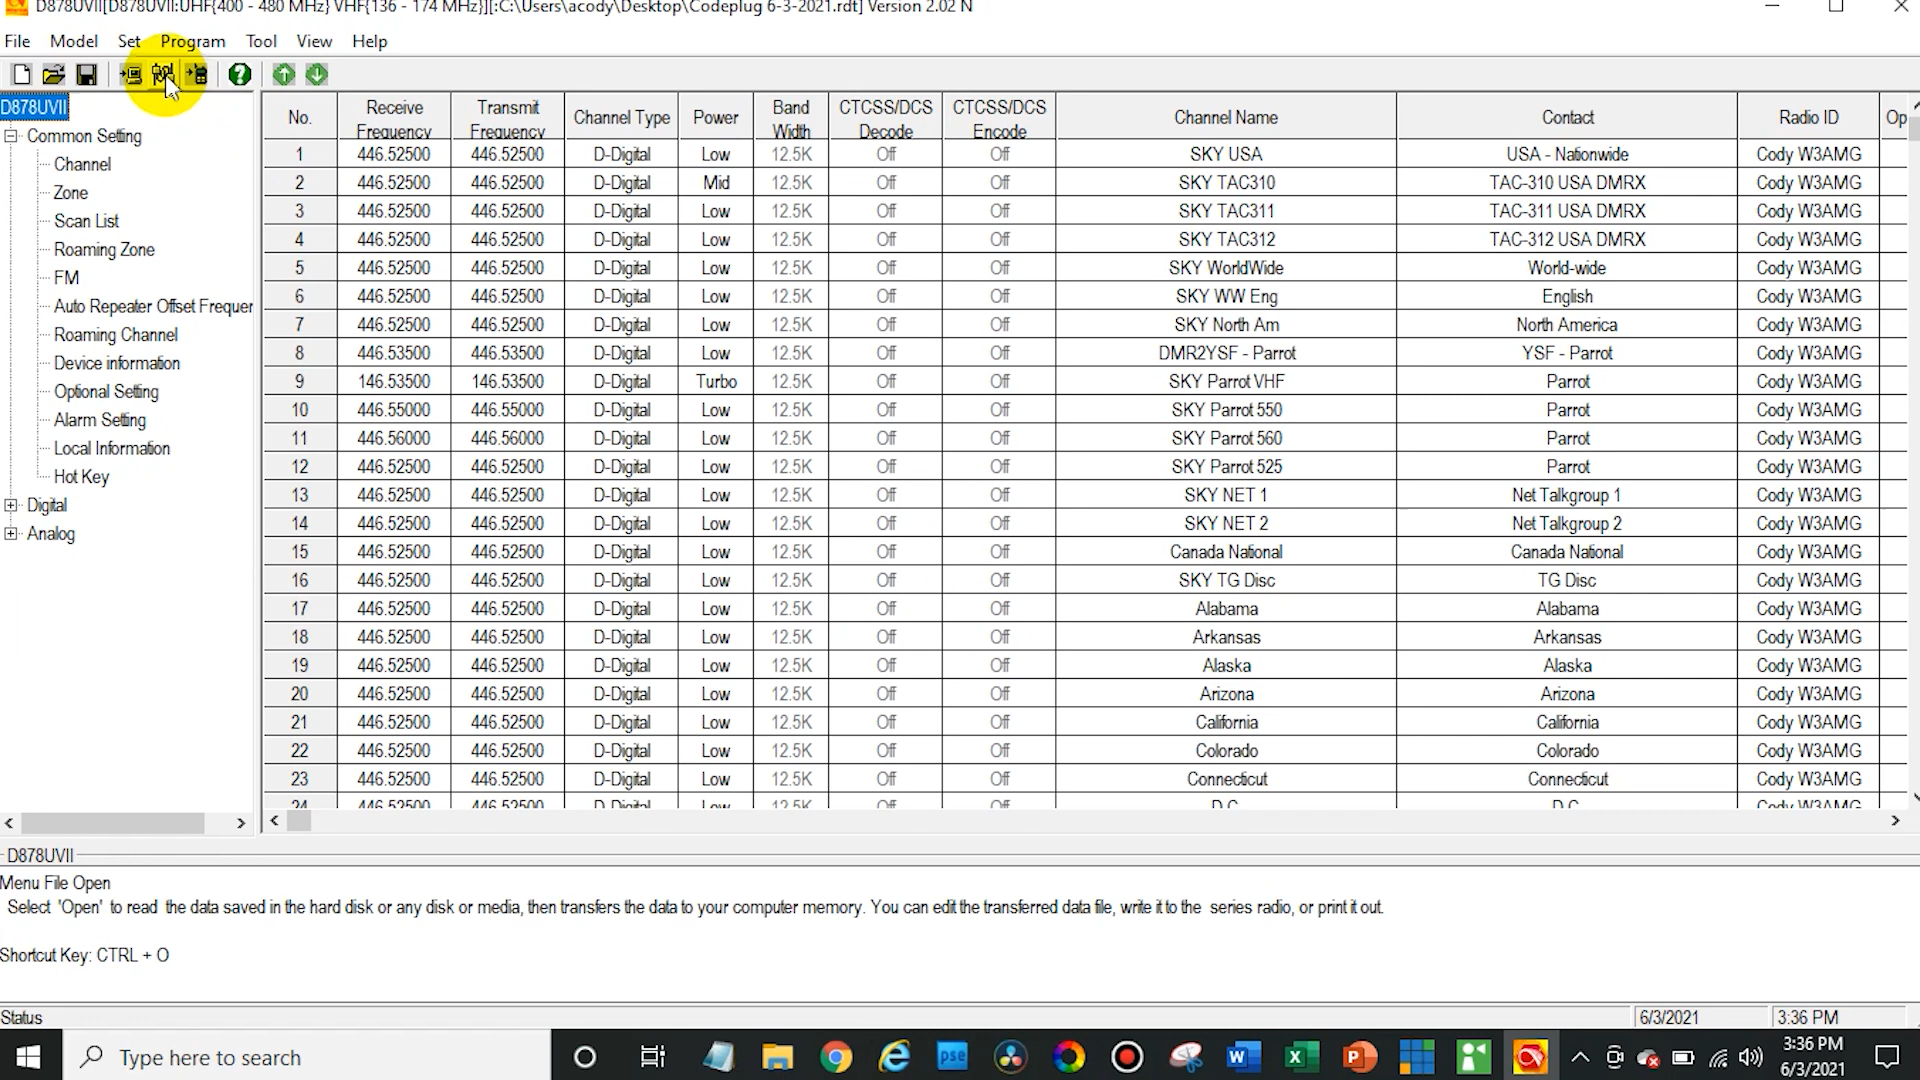 D878UVII[D878UVII:UHF{400 - 480 MHz} VHF{136 - 174 MHz}][:C:\Users\acody\Desktop\Codeplug 6-3-2021.rdt] Version 2.02 N
File Model Set Program Tool View Help
D878UVII
Common Setting
Channel
Zone
Scan List
Roaming Zone
FM
Auto Repeater Offset Frequer
Roaming Channel
Device information
Optional Setting
Alarm Setting
Local Information
Hot Key
Digital
Analog
No. Receive Frequency Transmit Frequency Channel Type Power Band Width CTCSS/DCS Decode CTCSS/DCS Encode Channel Name Contact Radio ID Op
1 446.52500 446.52500 D-Digital Low 12.5K Off Off SKY USA USA - Nationwide Cody W3AMG
2 446.52500 446.52500 D-Digital Mid 12.5K Off Off SKY TAC310 TAC-310 USA DMRX Cody W3AMG
3 446.52500 446.52500 D-Digital Low 12.5K Off Off SKY TAC311 TAC-311 USA DMRX Cody W3AMG
4 446.52500 446.52500 D-Digital Low 12.5K Off Off SKY TAC312 TAC-312 USA DMRX Cody W3AMG
5 446.52500 446.52500 D-Digital Low 12.5K Off Off SKY WorldWide World-wide Cody W3AMG
6 446.52500 446.52500 D-Digital Low 12.5K Off Off SKY WW Eng English Cody W3AMG
7 446.52500 446.52500 D-Digital Low 12.5K Off Off SKY North Am North America Cody W3AMG
8 446.53500 446.53500 D-Digital Low 12.5K Off Off DMR2YSF - Parrot YSF - Parrot Cody W3AMG
9 146.53500 146.53500 D-Digital Turbo 12.5K Off Off SKY Parrot VHF Parrot Cody W3AMG
10 446.55000 446.55000 D-Digital Low 12.5K Off Off SKY Parrot 550 Parrot Cody W3AMG
11 446.56000 446.56000 D-Digital Low 12.5K Off Off SKY Parrot 560 Parrot Cody W3AMG
12 446.52500 446.52500 D-Digital Low 12.5K Off Off SKY Parrot 525 Parrot Cody W3AMG
13 446.52500 446.52500 D-Digital Low 12.5K Off Off SKY NET 1 Net Talkgroup 1 Cody W3AMG
14 446.52500 446.52500 D-Digital Low 12.5K Off Off SKY NET 2 Net Talkgroup 2 Cody W3AMG
15 446.52500 446.52500 D-Digital Low 12.5K Off Off Canada National Canada National Cody W3AMG
16 446.52500 446.52500 D-Digital Low 12.5K Off Off SKY TG Disc TG Disc Cody W3AMG
17 446.52500 446.52500 D-Digital Low 12.5K Off Off Alabama Alabama Cody W3AMG
18 446.52500 446.52500 D-Digital Low 12.5K Off Off Arkansas Arkansas Cody W3AMG
19 446.52500 446.52500 D-Digital Low 12.5K Off Off Alaska Alaska Cody W3AMG
20 446.52500 446.52500 D-Digital Low 12.5K Off Off Arizona Arizona Cody W3AMG
21 446.52500 446.52500 D-Digital Low 12.5K Off Off California California Cody W3AMG
22 446.52500 446.52500 D-Digital Low 12.5K Off Off Colorado Colorado Cody W3AMG
23 446.52500 446.52500 D-Digital Low 12.5K Off Off Connecticut Connecticut Cody W3AMG
24 446.52500 446.52500 D-Digital Low 12.5K Off Off D.C. D.C. Cody W3AMG
D878UVII
Menu File Open
Select 'Open' to read the data saved in the hard disk or any disk or media, then transfers the data to your computer memory. You can edit the transferred data file, write it to the series radio, or print it out.
Shortcut Key: CTRL + O
Status 6/3/2021 3:36 PM
Type here to search
pse
3:36 PM
6/3/2021